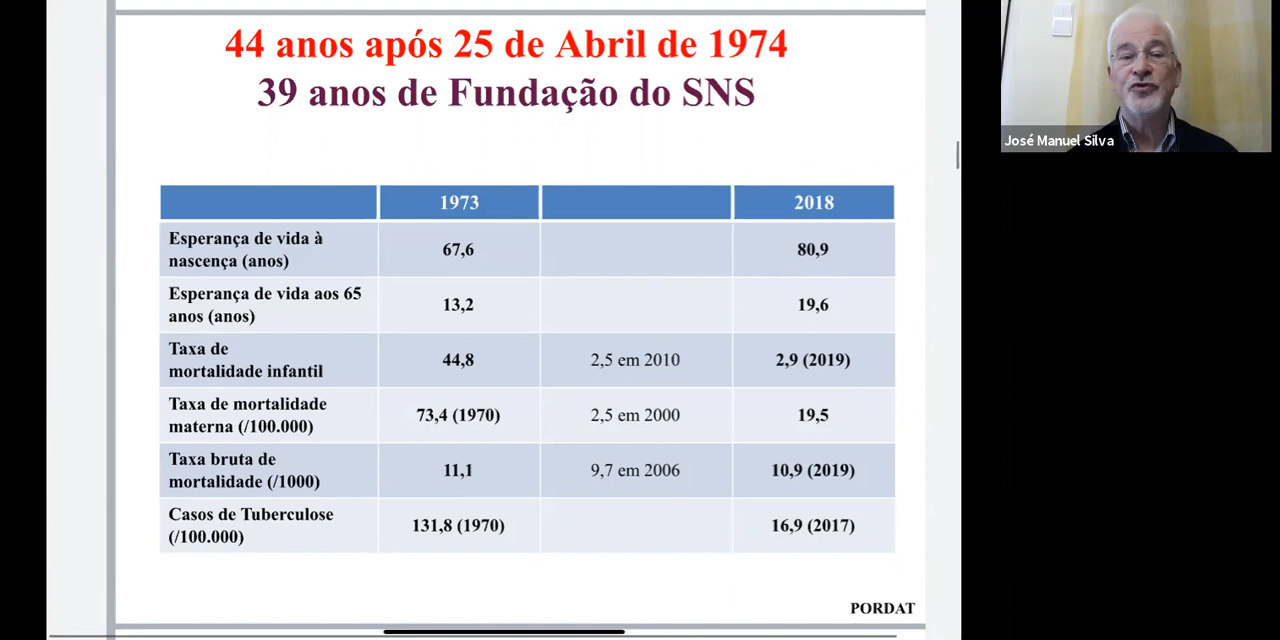 44 anos após 25 de Abril de 1974
39 anos de Fundação do SNS
José Manuel Silva
1973
2018
Esperança de vida à
nascença (anos)
67,6
80,9
Esperança de vida aos 65
anos (anos)
13,2
19,6
Taxa de
mortalidade infantil
44,8
2,5 em 2010
2,9 (2019)
Taxa de mortalidade
materna (/100.000)
73,4 (1970)
2,5 em 2000
19,5
Taxa bruta de
mortalidade (/1000)
11,1
9,7 em 2006
10,9 (2019)
Casos de Tuberculose
(/100.000)
131,8 (1970)
16,9 (2017)
PORDAT